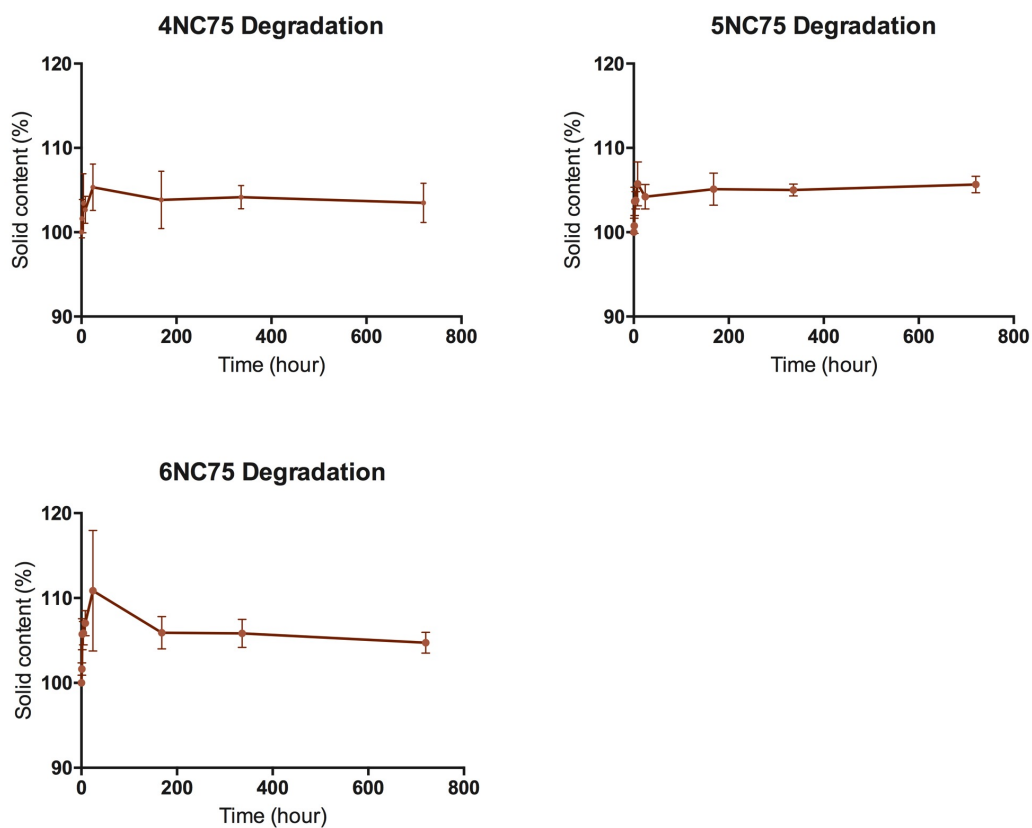 4NC75 Degradation
120
110
100
90
Solid content (%)
0 200 400 600 800
Time (hour)
5NC75 Degradation
120
110
100
90
Solid content (%)
0 200 400 600 800
Time (hour)
6NC75 Degradation
120
110
100
90
Solid content (%)
0 200 400 600 800
Time (hour)